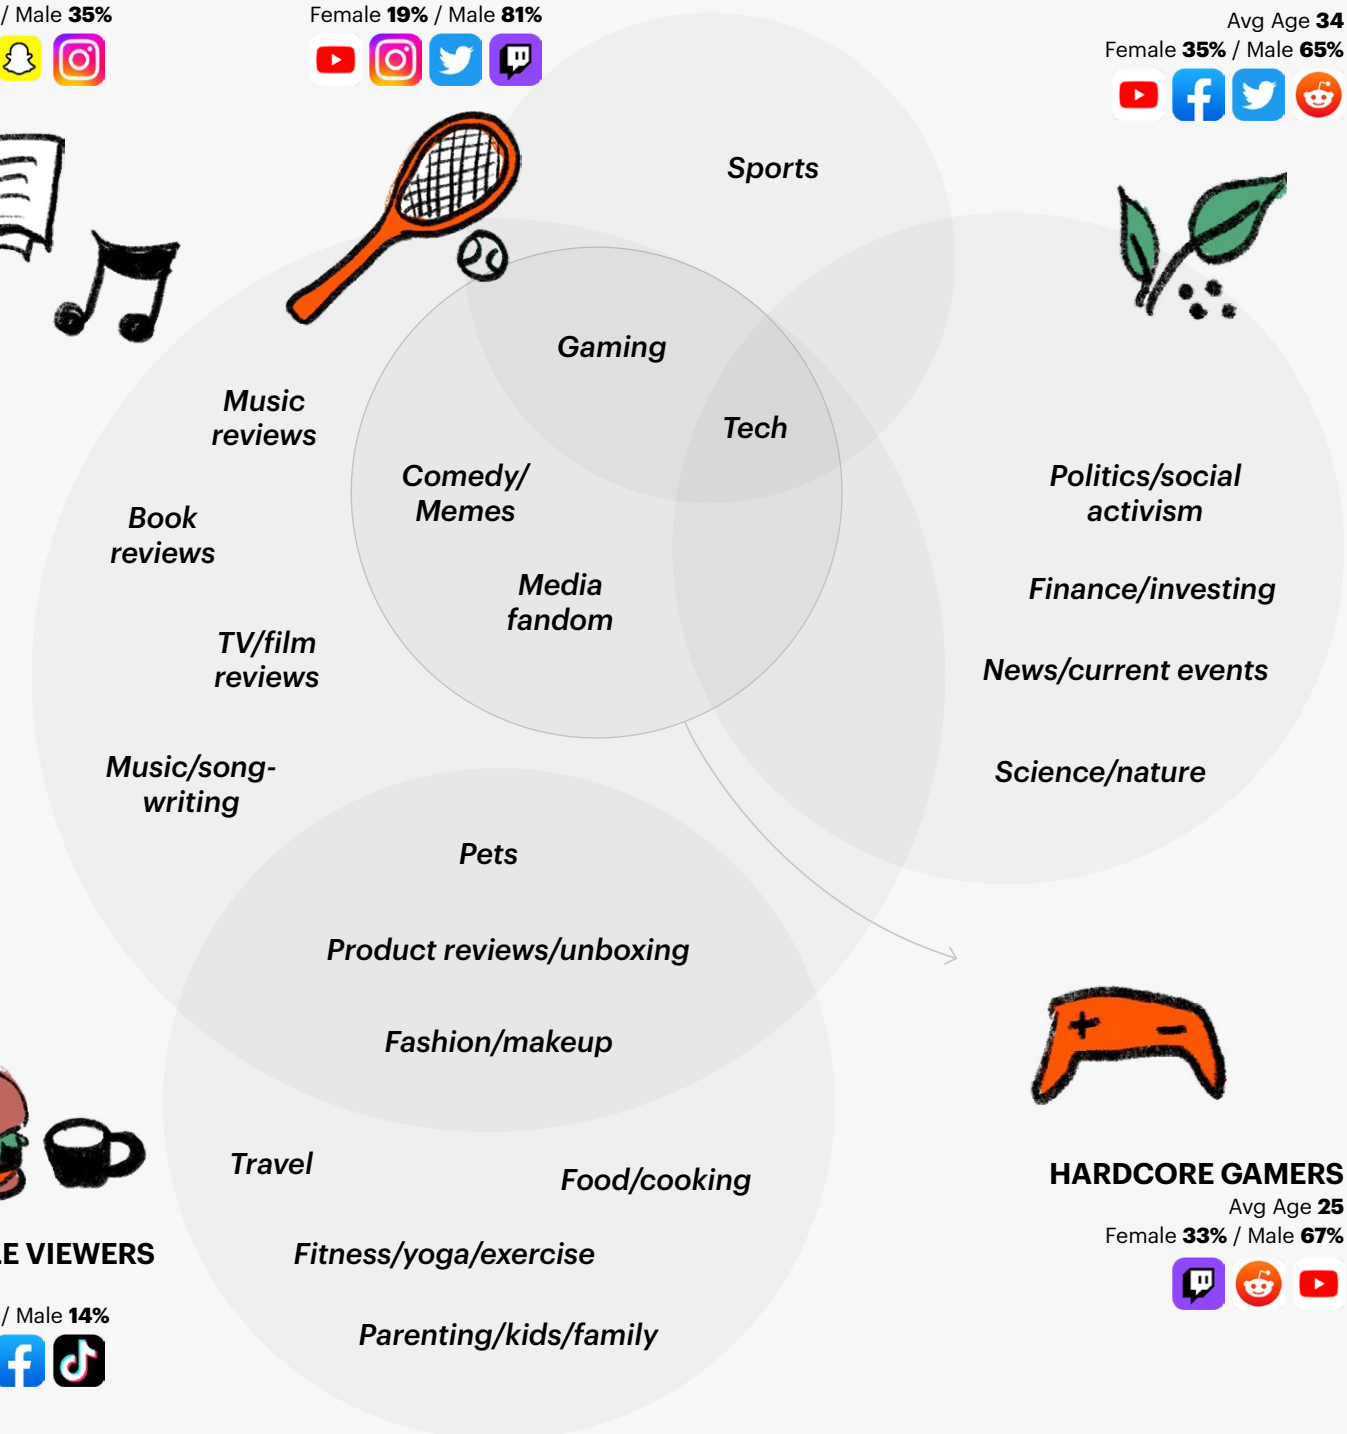 / Male 35%
Female 19% / Male 81%
Avg Age 34
Female 35% / Male 65%
Sports
Gaming
Music
reviews
Tech
Comedy/
Memes
Politics/social
activism
Book
reviews
Media
fandom
Finance/investing
TV/film
reviews
News/current events
Music/song-
writing
Science/nature
Pets
Product reviews/unboxing
Fashion/makeup
Travel
Food/cooking
HARDCORE GAMERS
Avg Age 25
Female 33% / Male 67%
VIEWERS
Fitness/yoga/exercise
/ Male 14%
Parenting/kids/family